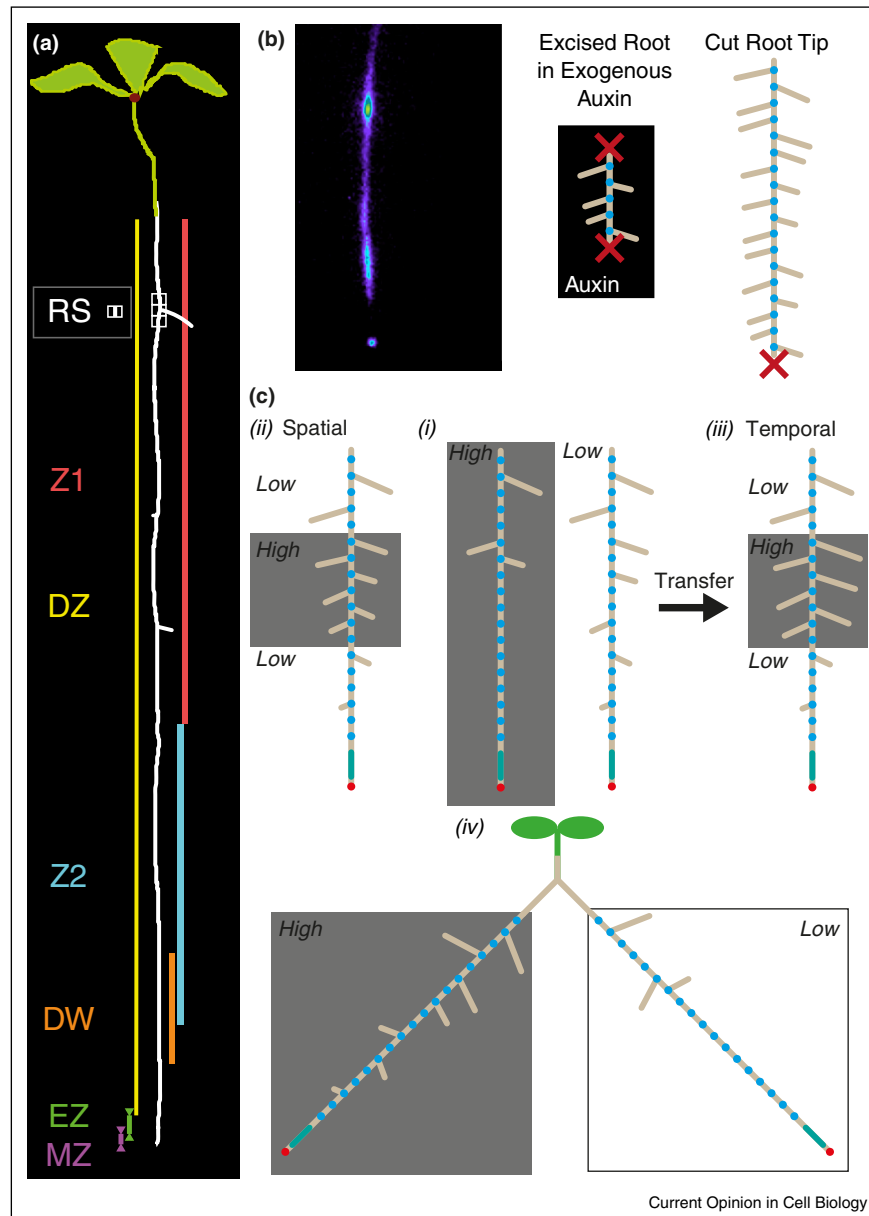 (a)
RS
Z1
DZ
Z2
DW
EZ
MZ
(b)
Excised Root
in Exogenous
Auxin
Auxin
Cut Root Tip
(c)
(ii) Spatial
Low
High
Low
(i)
High
Low
Transfer
(iii) Temporal
Low
High
Low
(iv)
High
Low
Current Opinion in Cell Biology